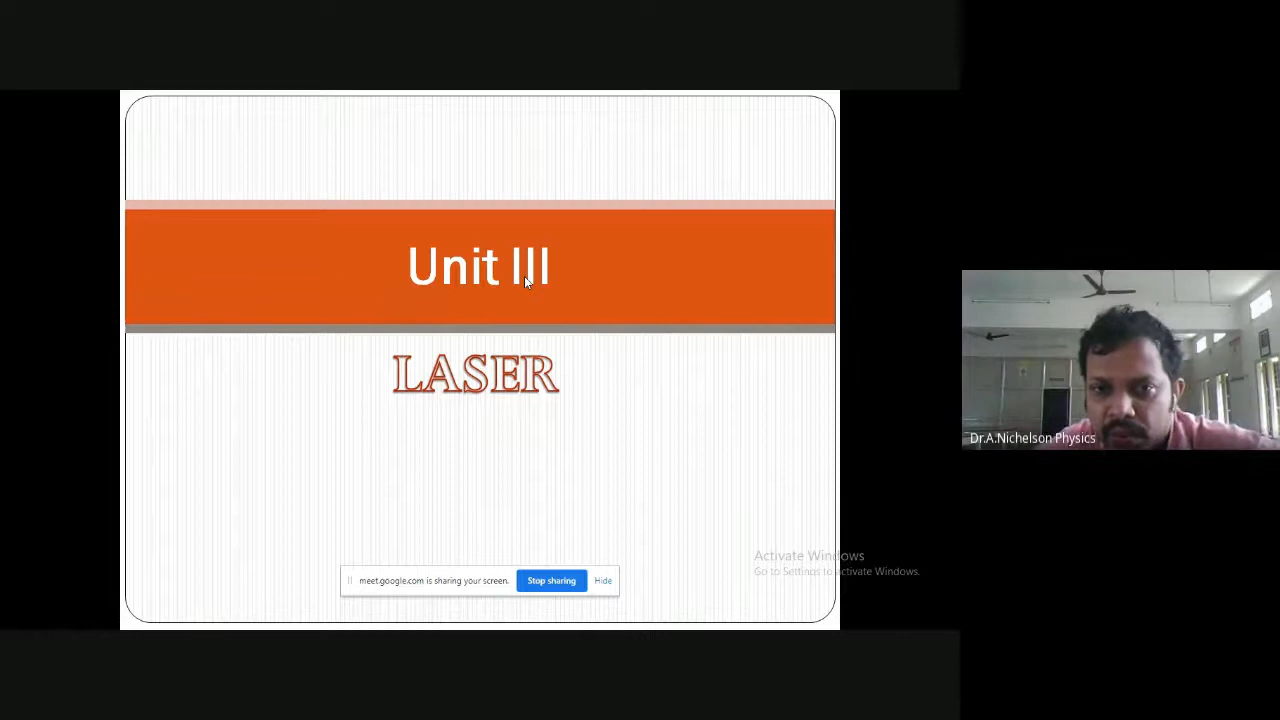 Unit III
LASER
meet.google.com is sharing your screen. Stop sharing Hide
Activate Windows
Go to Settings to activate Windows.
Dr.A.Nichelson Physics